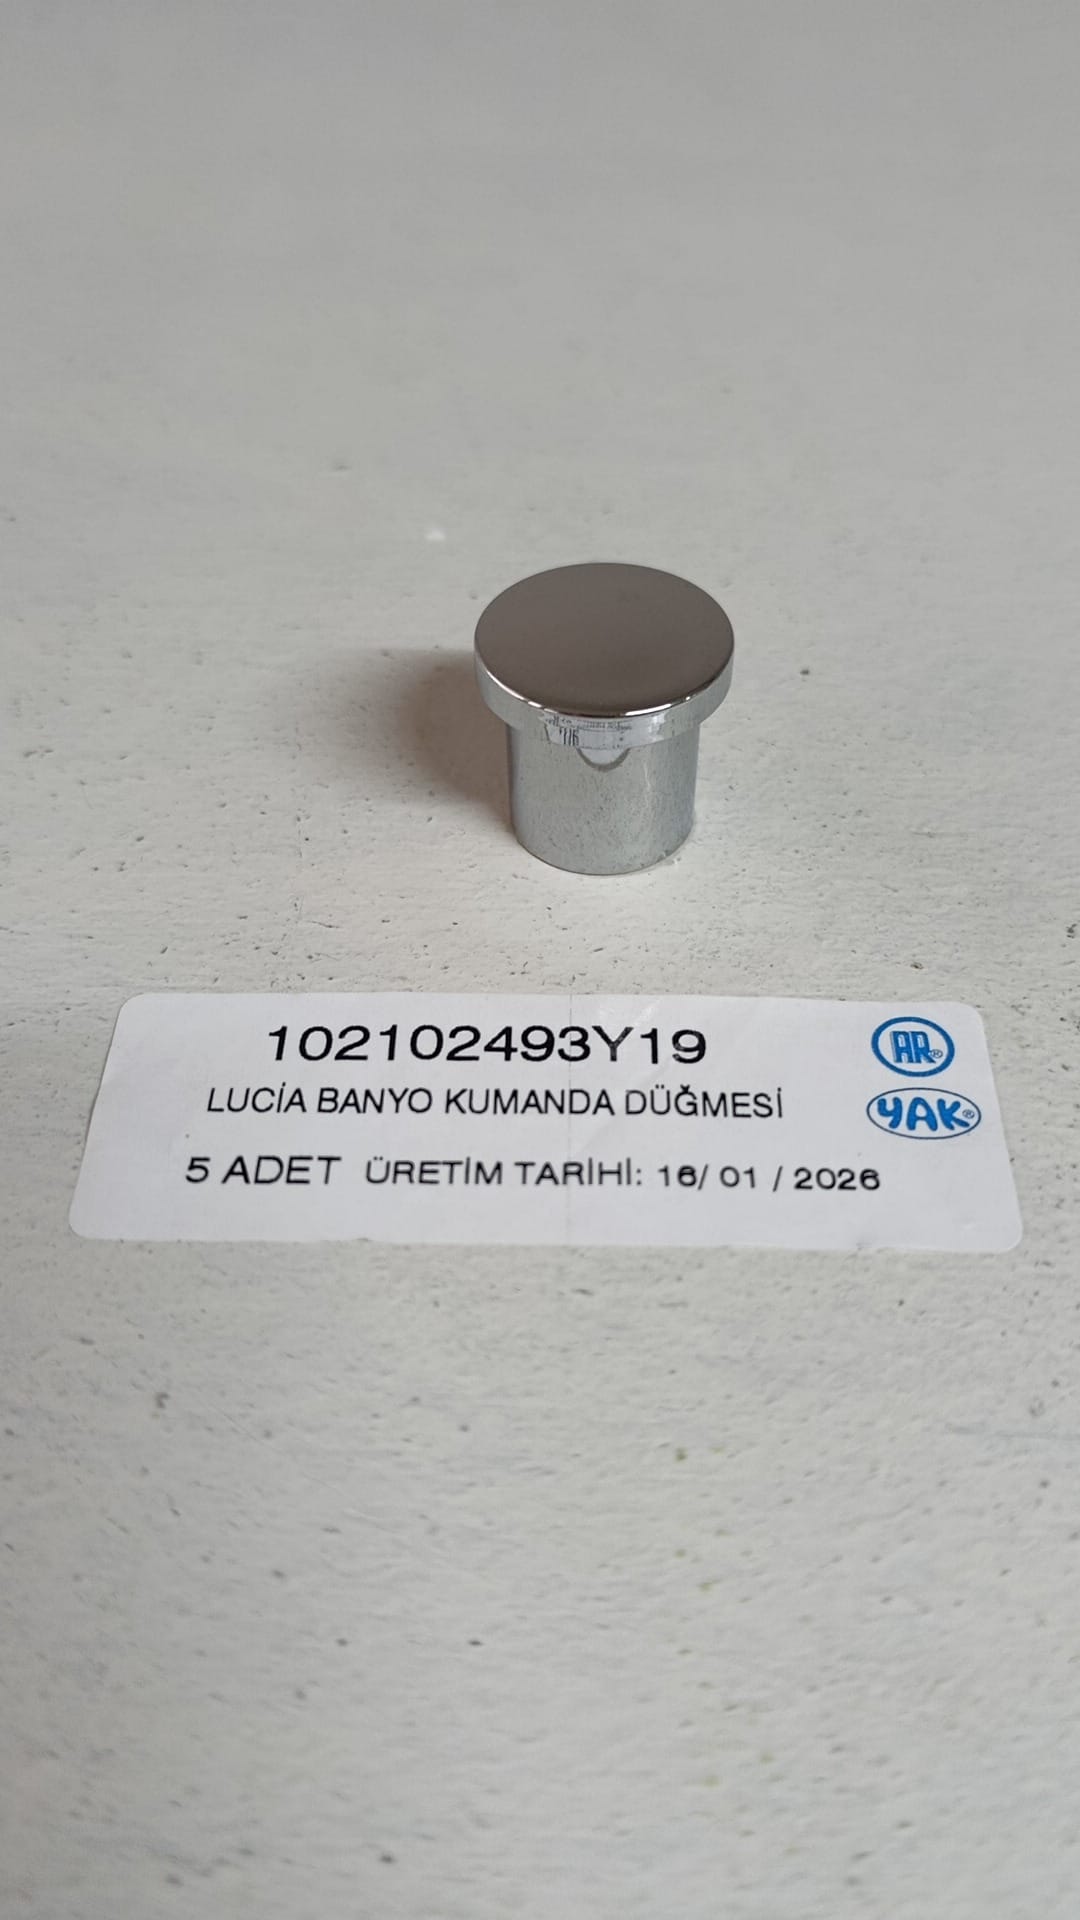 102102493Y19
AR®
LUCİA BANYO KUMANDA DÜĞMESİ
YAK®
5 ADET ÜRETİM TARİHİ: 16/ 01 / 2026